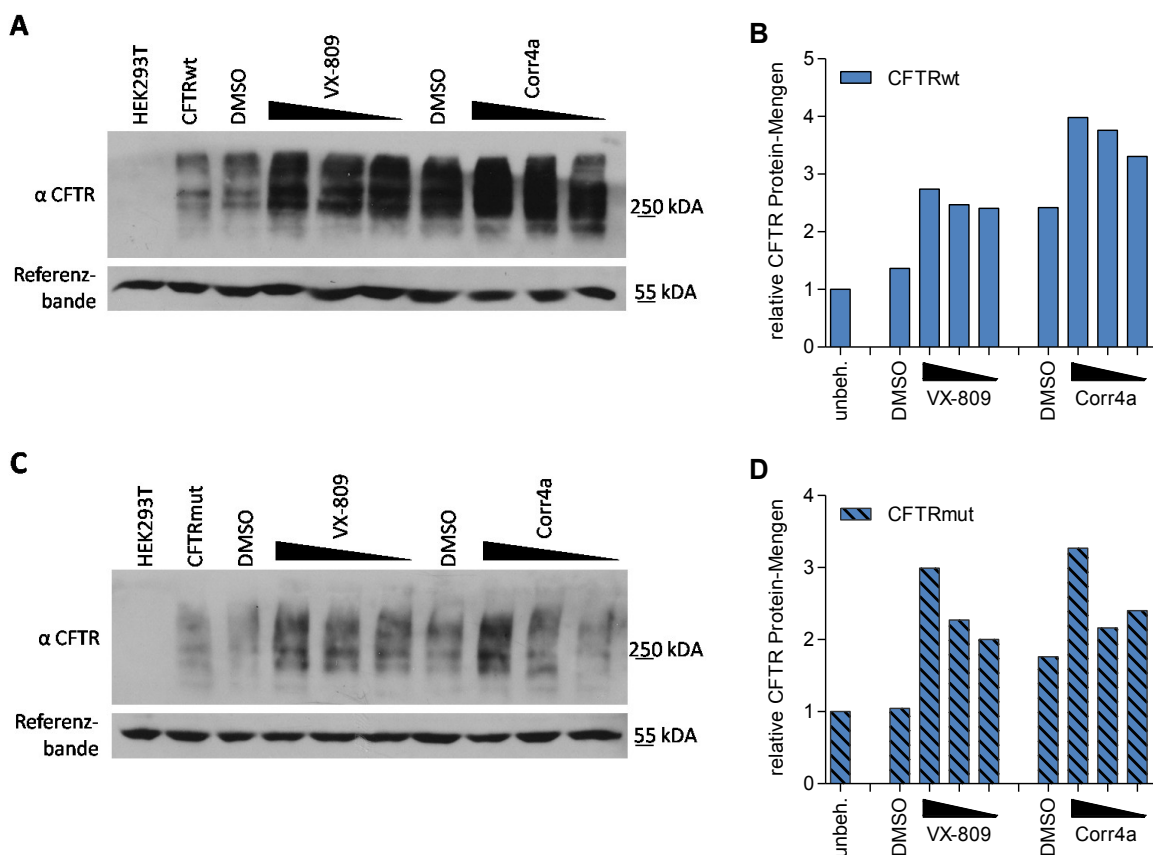 A
HEK293T
CFTRwt
DMSO
VX-809
DMSO
Corr4a
α CFTR
250 kDA
Referenz-
bande
55 kDA
B
relative CFTR Protein-Mengen
5
4
3
2
1
0
CFTRwt
unbeh.
DMSO
VX-809
DMSO
Corr4a
C
HEK293T
CFTRmut
DMSO
VX-809
DMSO
Corr4a
α CFTR
250 kDA
Referenz-
bande
55 kDA
D
relative CFTR Protein-Mengen
4
3
2
1
0
CFTRmut
unbeh.
DMSO
VX-809
DMSO
Corr4a